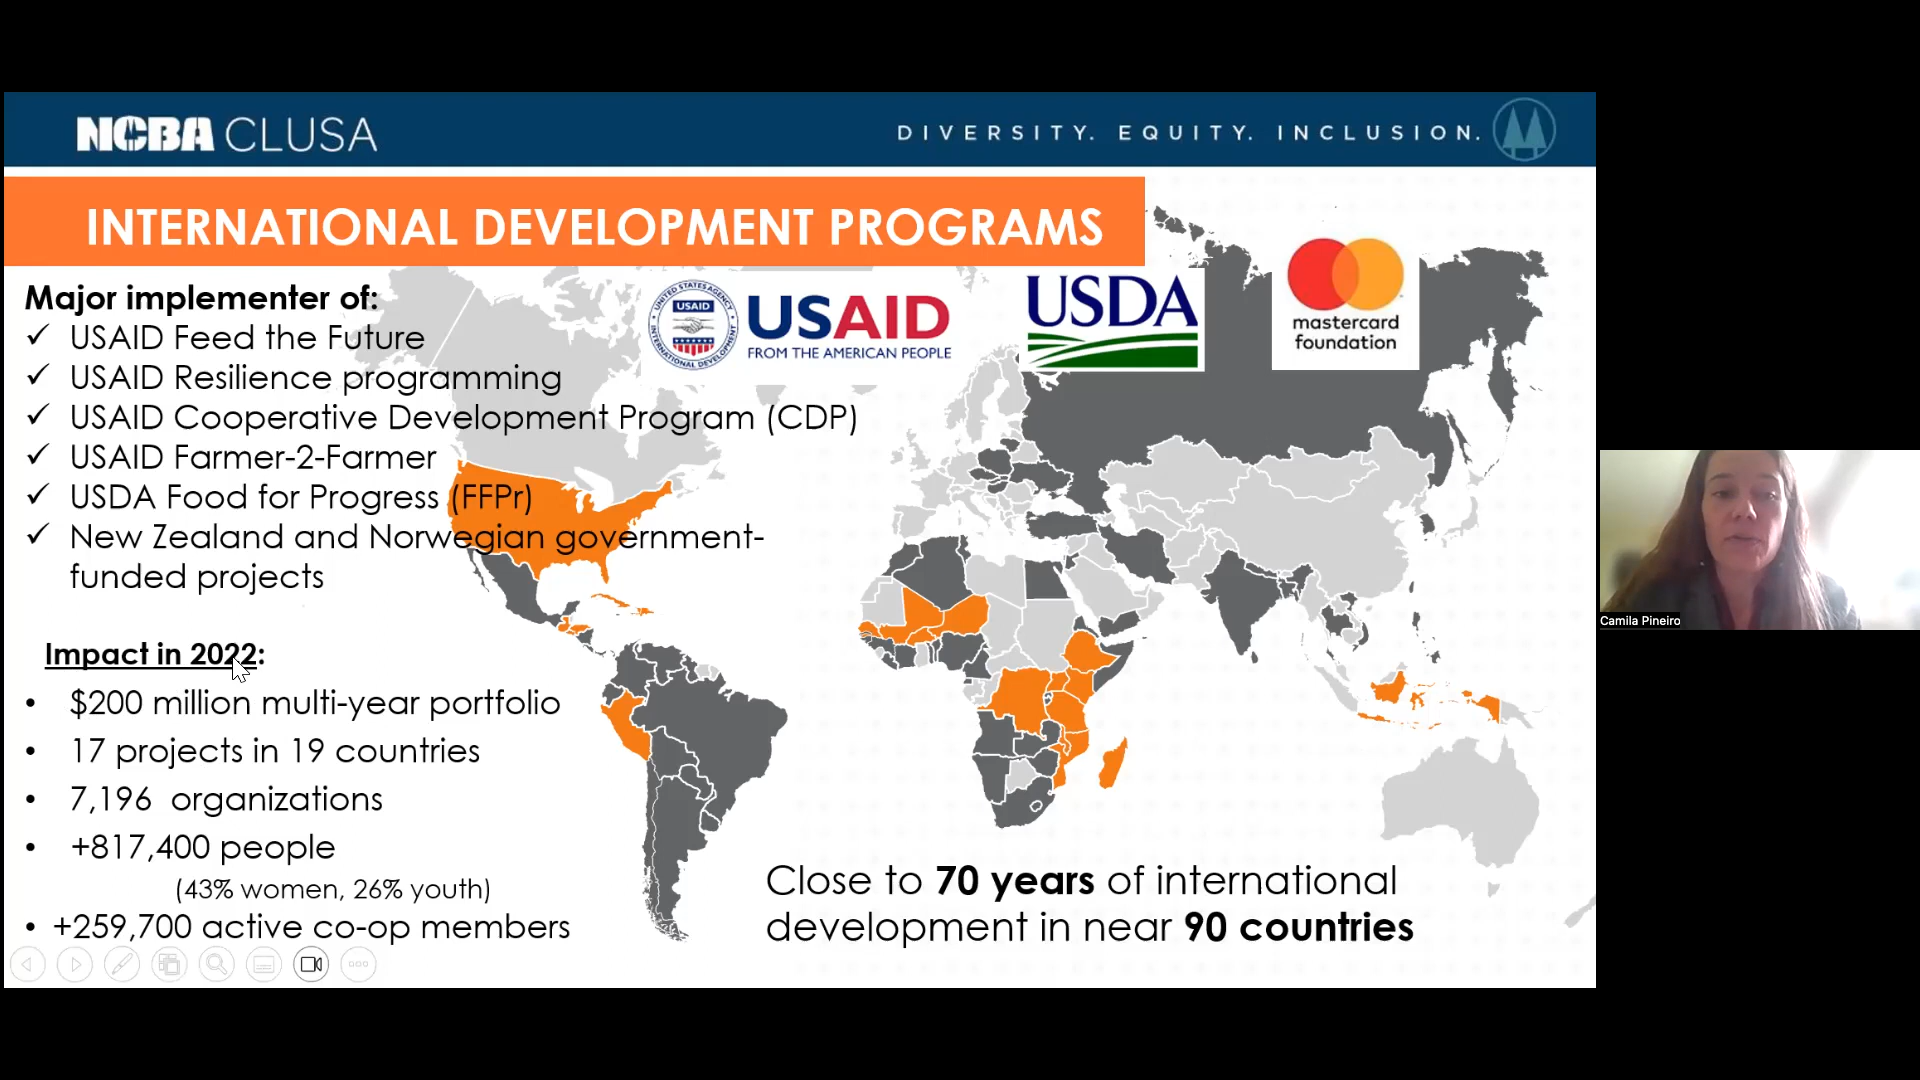 NCBA CLUSA
DIVERSITY. EQUITY. INCLUSION.
INTERNATIONAL DEVELOPMENT PROGRAMS
Major implementer of:
✓ USAID Feed the Future
✓ USAID Resilience programming
✓ USAID Cooperative Development Program (CDP)
✓ USAID Farmer-2-Farmer
✓ USDA Food for Progress (FFPr)
✓ New Zealand and Norwegian government-
funded projects
UNITED STATES AGENCY
USAID
INTERNATIONAL DEVELOPMENT
USAID
FROM THE AMERICAN PEOPLE
USDA
mastercard
foundation
Impact in 2022:
• $200 million multi-year portfolio
• 17 projects in 19 countries
• 7,196 organizations
• +817,400 people
(43% women, 26% youth)
• +259,700 active co-op members
Close to 70 years of international
development in near 90 countries
Camila Pineiro